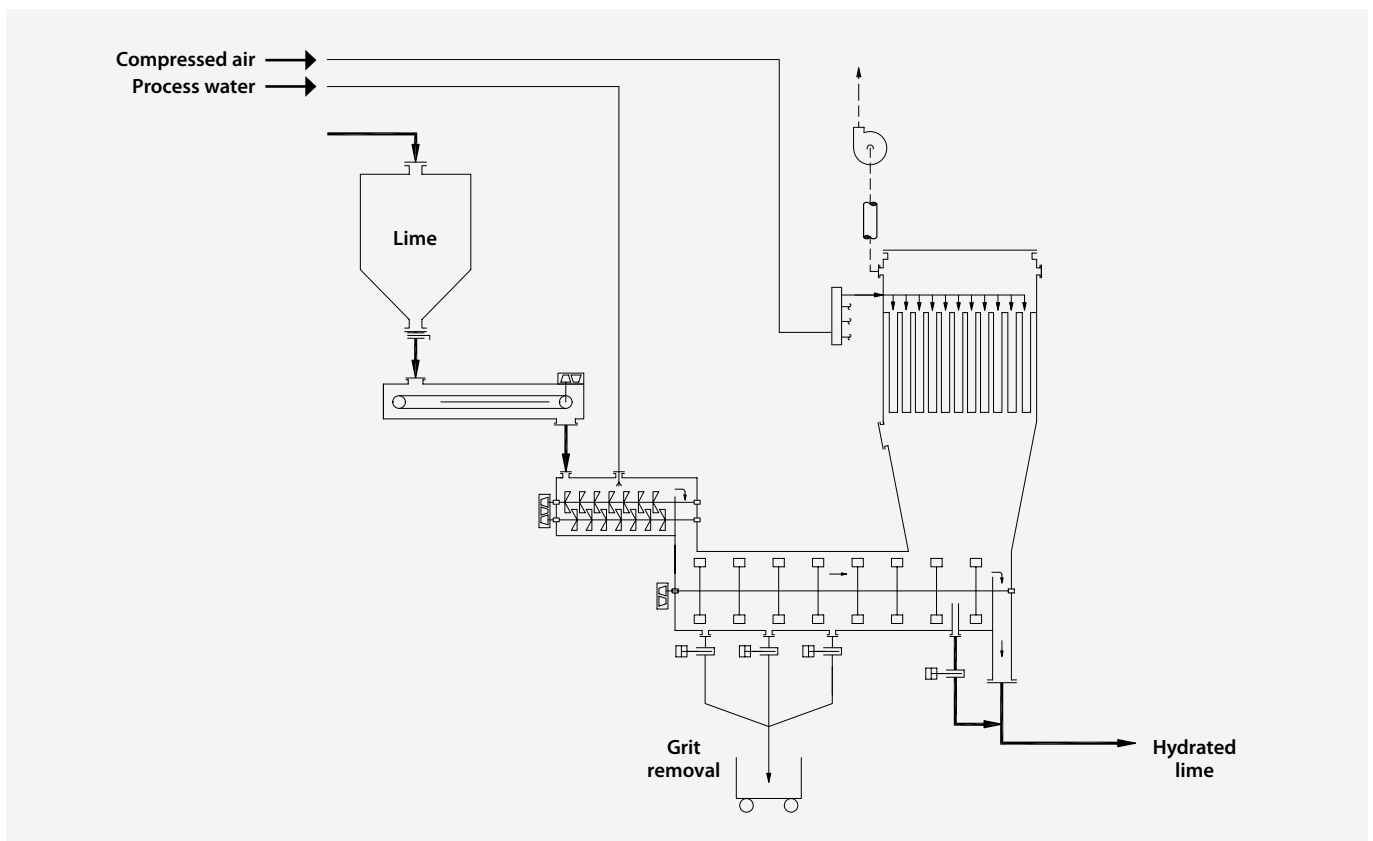 Compressed air
Process water
Lime
Grit
removal
Hydrated
lime